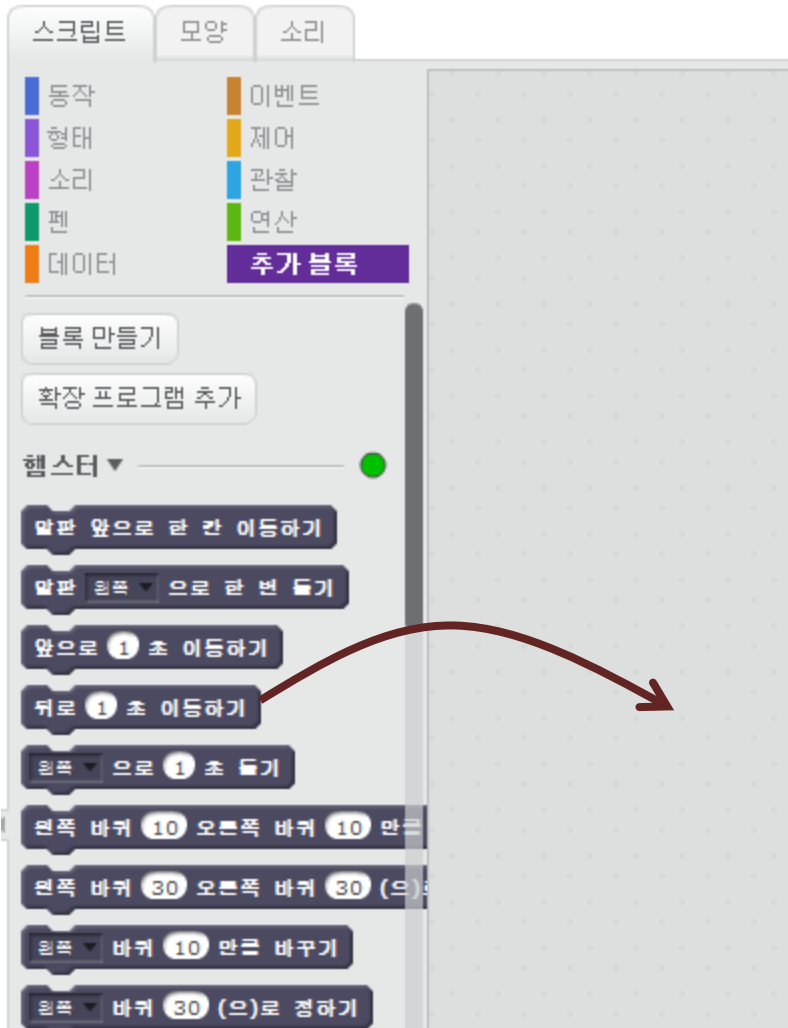 스크립트 모양 소리
동작 이벤트
형태 제어
소리 관찰
펜 연산
데이터 추가 블록
블록 만들기
확장 프로그램 추가
햄스터
말판 앞으로 한 칸 이동하기
말판 왼쪽 으로 한 번 돌기
앞으로 1 초 이동하기
뒤로 1 초 이동하기
왼쪽 으로 1 초 돌기
왼쪽 바퀴 10 오른쪽 바퀴 10 만큼
왼쪽 바퀴 30 오른쪽 바퀴 30 (으)로
왼쪽 바퀴 10 만큼 바꾸기
왼쪽 바퀴 30 (으)로 정하기